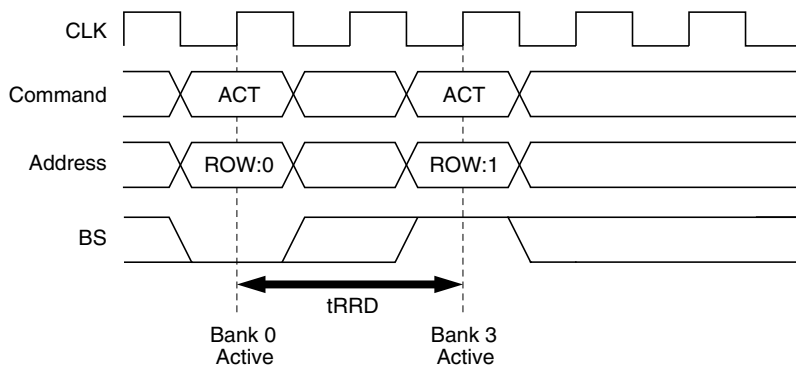 CLK
Command ACT ACT
Address ROW:0 ROW:1
BS
tRRD
Bank 0 Bank 3
Active Active